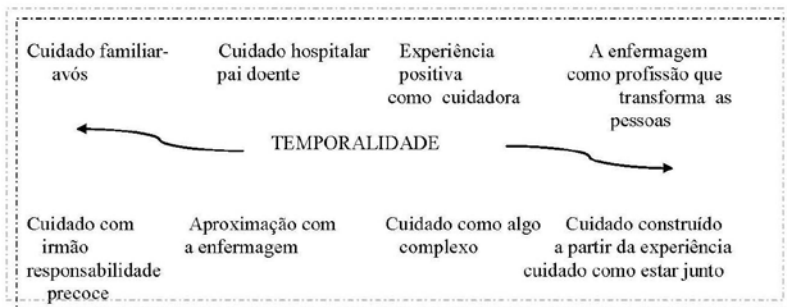 Cuidado familiar-
avós
Cuidado hospitalar
pai doente
Experiência
positiva
como cuidadora
A enfermagem
como profissão que
transforma as
pessoas
TEMPORALIDADE
Cuidado com
irmão
responsabilidade
precoce
Aproximação com
a enfermagem
Cuidado como algo
complexo
Cuidado construído
a partir da experiência
cuidado como estar junto